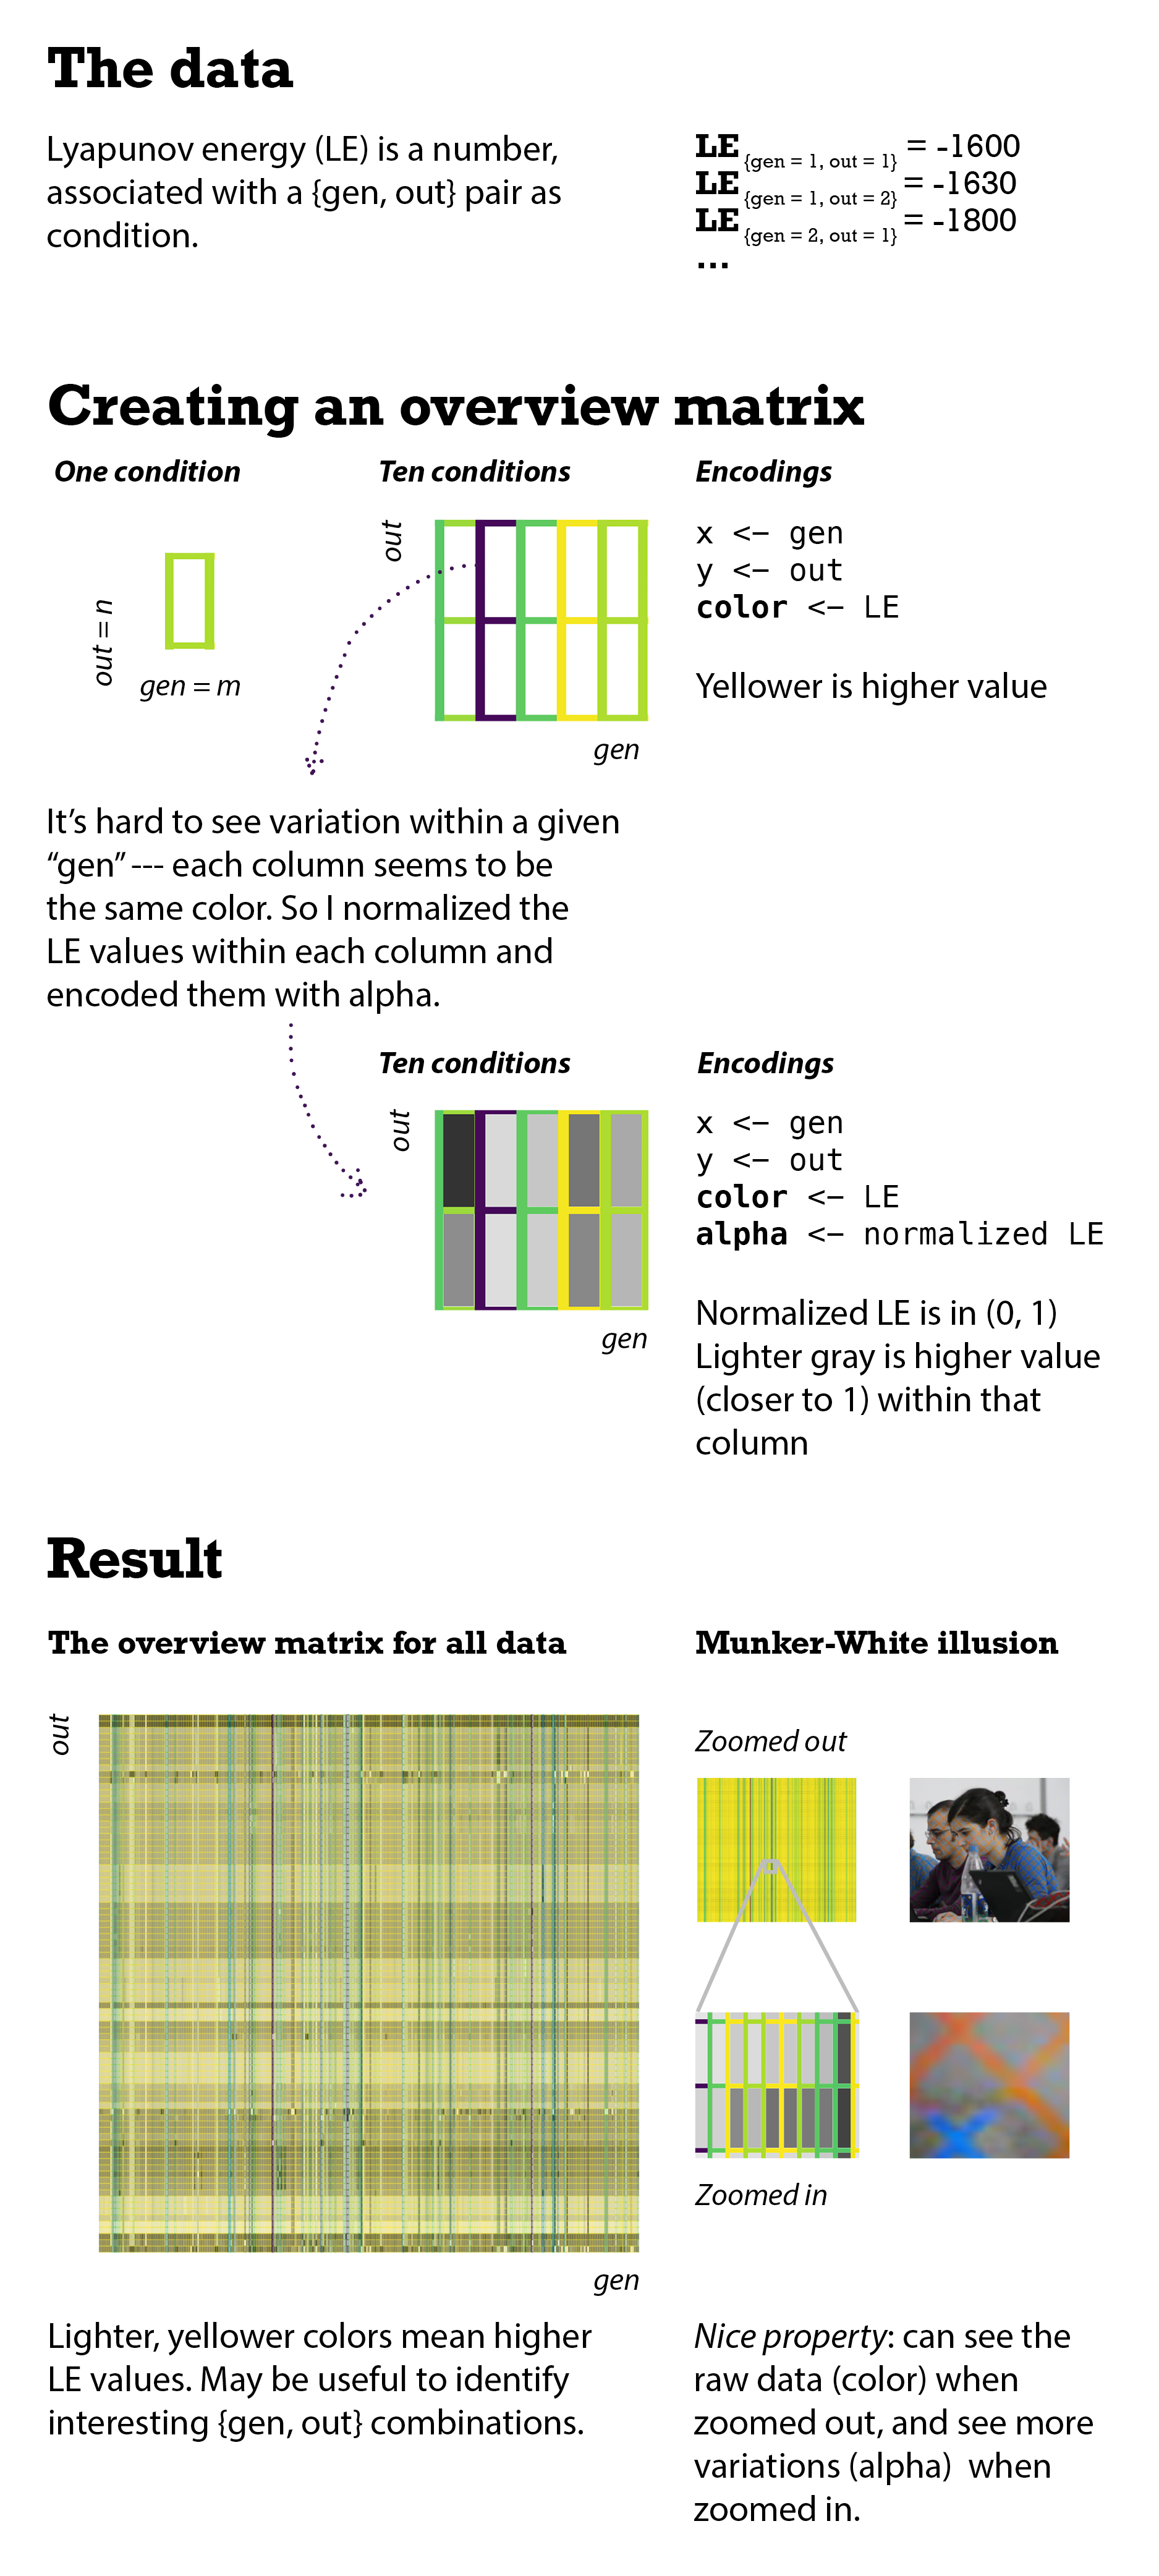 The data
Lyapunov energy (LE) is a number,
associated with a {gen, out} pair as
condition.
LE {gen = 1, out = 1} = -1600
LE {gen = 1, out = 2} = -1630
LE {gen = 2, out = 1} = -1800
...
Creating an overview matrix
One condition
out = n
gen = m
Ten conditions
out
gen
Encodings
x <- gen
y <- out
color <- LE
Yellower is higher value
It’s hard to see variation within a given
“gen” --- each column seems to be
the same color. So I normalized the
LE values within each column and
encoded them with alpha.
Ten conditions
out
gen
Encodings
x <- gen
y <- out
color <- LE
alpha <- normalized LE
Normalized LE is in (0, 1)
Lighter gray is higher value
(closer to 1) within that
column
Result
The overview matrix for all data
out
gen
Lighter, yellower colors mean higher
LE values. May be useful to identify
interesting {gen, out} combinations.
Munker-White illusion
Zoomed out
Zoomed in
Nice property: can see the
raw data (color) when
zoomed out, and see more
variations (alpha)  when
zoomed in.